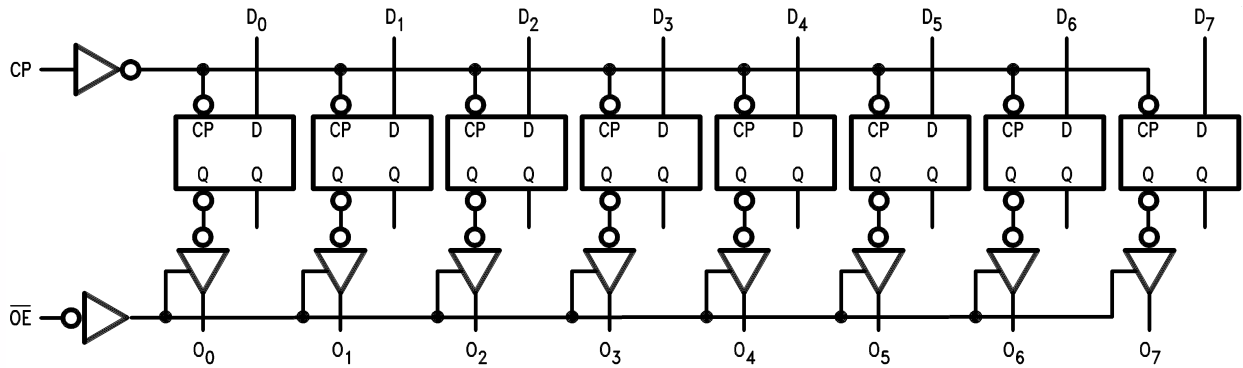 D0 D1 D2 D3 D4 D5 D6 D7
CP
CP D CP D CP D CP D CP D CP D CP D CP D
Q Q Q Q Q Q Q Q Q Q Q Q Q Q Q Q
O̅E̅
O0 O1 O2 O3 O4 O5 O6 O7